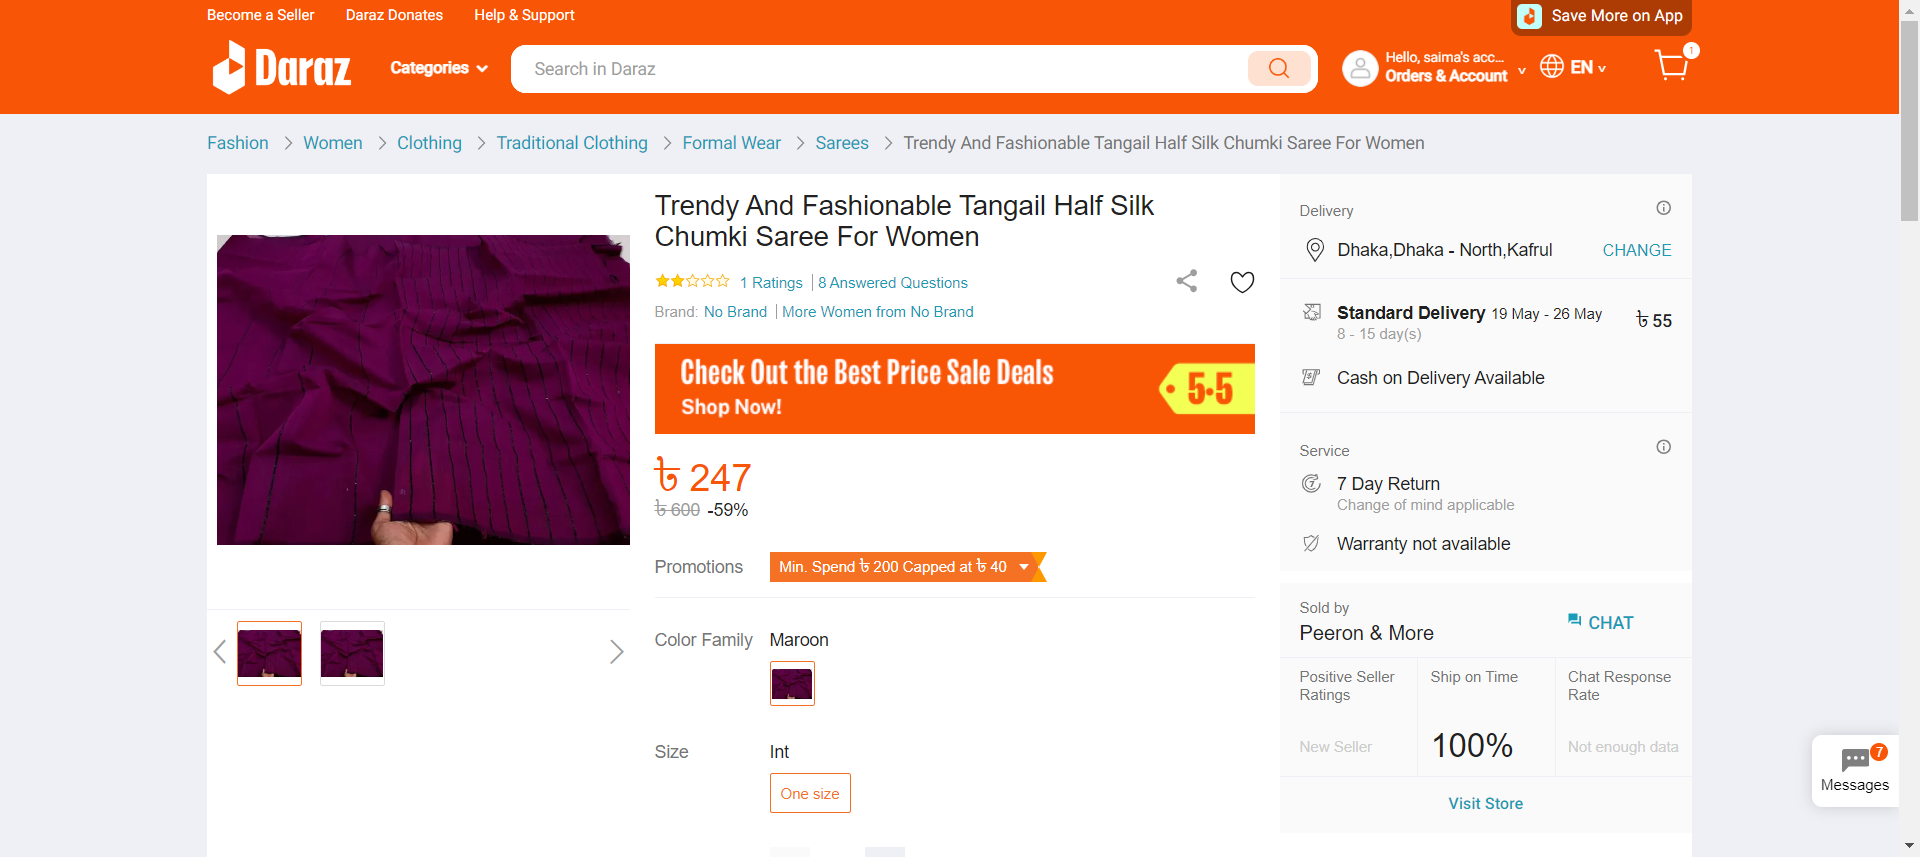 Become a Seller
Daraz Donates
Help & Support
Save More on App
Daraz
Categories
Search in Daraz
Hello, saima's acc...
Orders & Account
EN
1
Fashion
Women
Clothing
Traditional Clothing
Formal Wear
Sarees
Trendy And Fashionable Tangail Half Silk Chumki Saree For Women
Trendy And Fashionable Tangail Half Silk
Chumki Saree For Women
1 Ratings
8 Answered Questions
Brand: No Brand
More Women from No Brand
Check Out the Best Price Sale Deals
Shop Now!
5·5
৳ 247
৳ 600 -59%
Promotions
Min. Spend ৳ 200 Capped at ৳ 40
Color Family
Maroon
Size
Int
One size
Delivery
Dhaka,Dhaka - North,Kafrul
CHANGE
Standard Delivery 19 May - 26 May
৳ 55
8 - 15 day(s)
Cash on Delivery Available
Service
7 Day Return
Change of mind applicable
Warranty not available
Sold by
Peeron & More
CHAT
Positive Seller
Ratings
New Seller
Ship on Time
100%
Chat Response
Rate
Not enough data
Visit Store
7
Messages